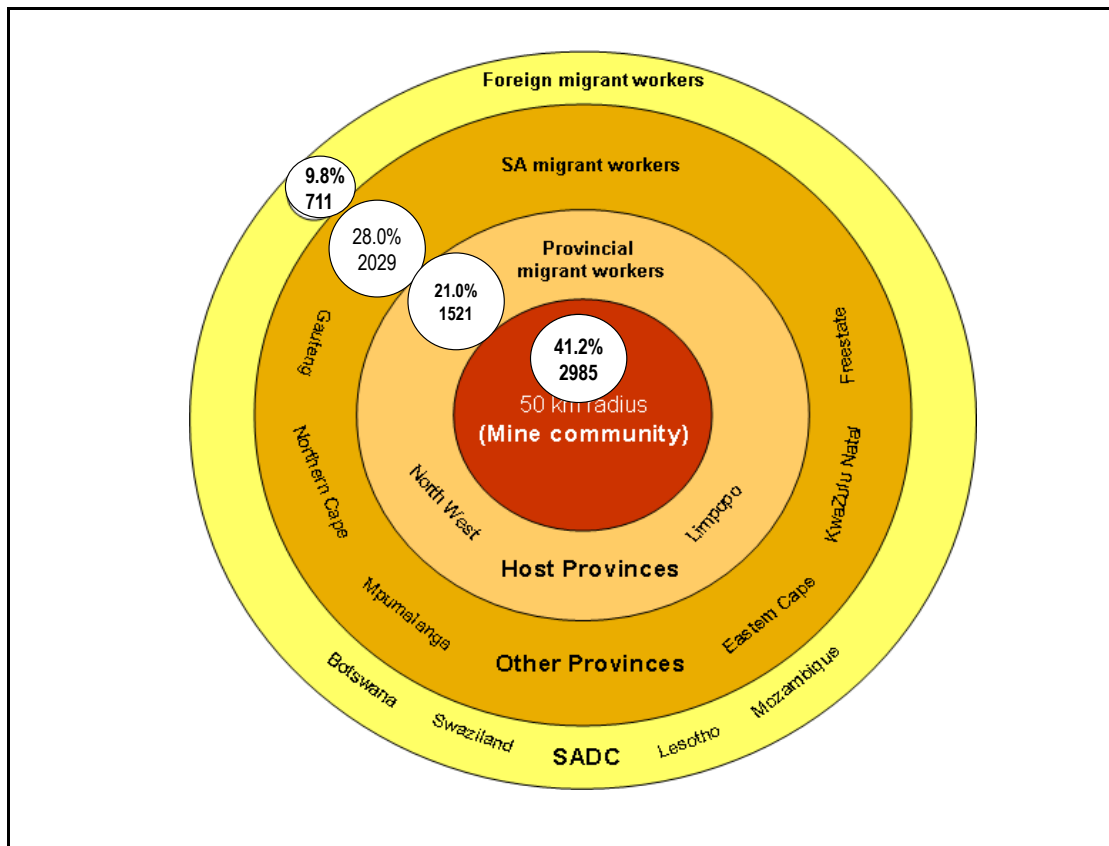 Foreign migrant workers
SA migrant workers
9.8%
711
28.0%
2029
Provincial
migrant workers
21.0%
1521
41.2%
2985
50 km radius
(Mine community)
Gauteng
Freestate
Northern Cape
KwaZulu Natal
North West
Limpopo
Host Provinces
Mpumalanga
Eastern Cape
Other Provinces
Botswana
Mozambique
Swaziland
Lesotho
SADC